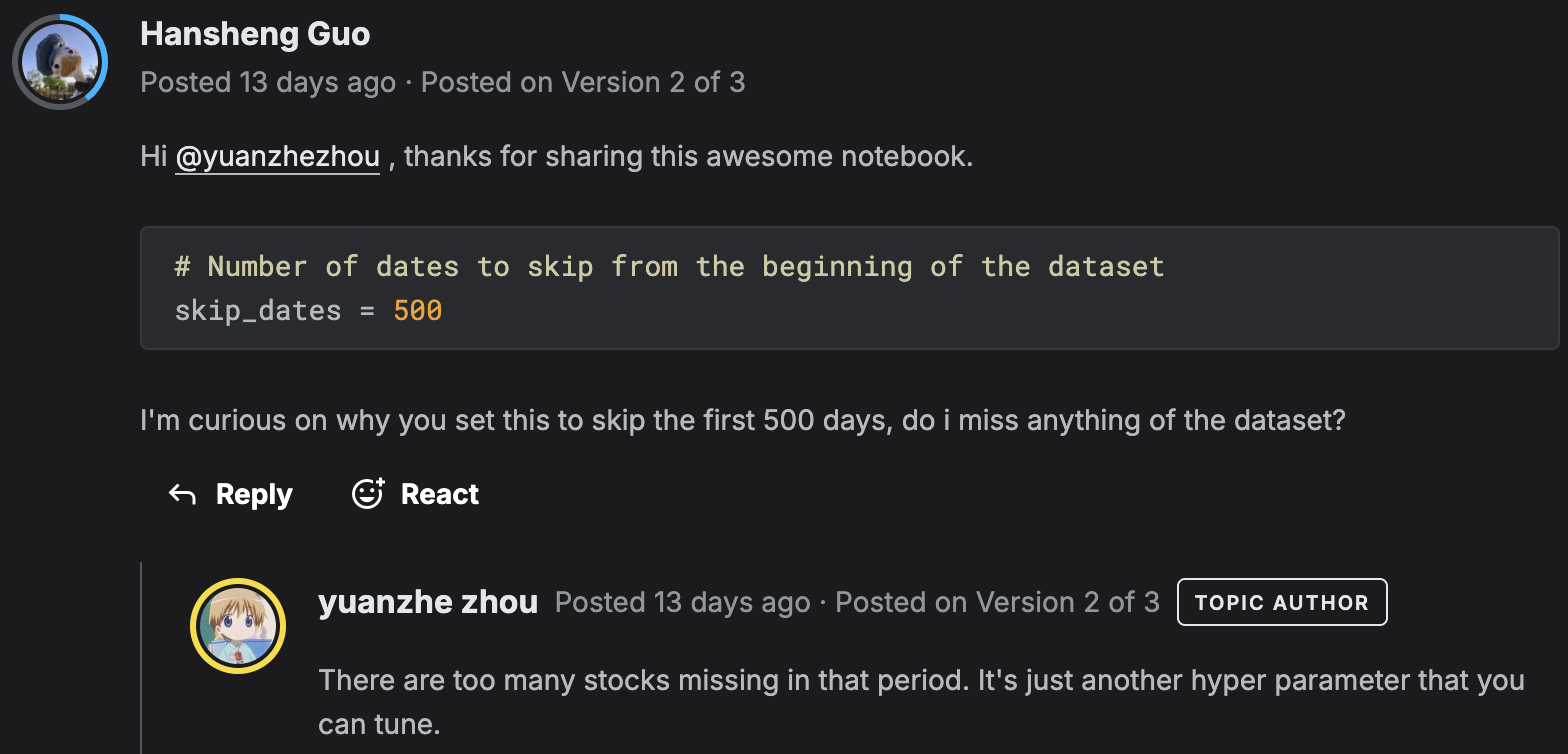 Hansheng Guo
Posted 13 days ago · Posted on Version 2 of 3
Hi @yuanzhezhou , thanks for sharing this awesome notebook.
# Number of dates to skip from the beginning of the dataset
skip_dates = 500
I'm curious on why you set this to skip the first 500 days, do i miss anything of the dataset?
Reply React
yuanzhe zhou Posted 13 days ago · Posted on Version 2 of 3 TOPIC AUTHOR
There are too many stocks missing in that period. It's just another hyper parameter that you
can tune.